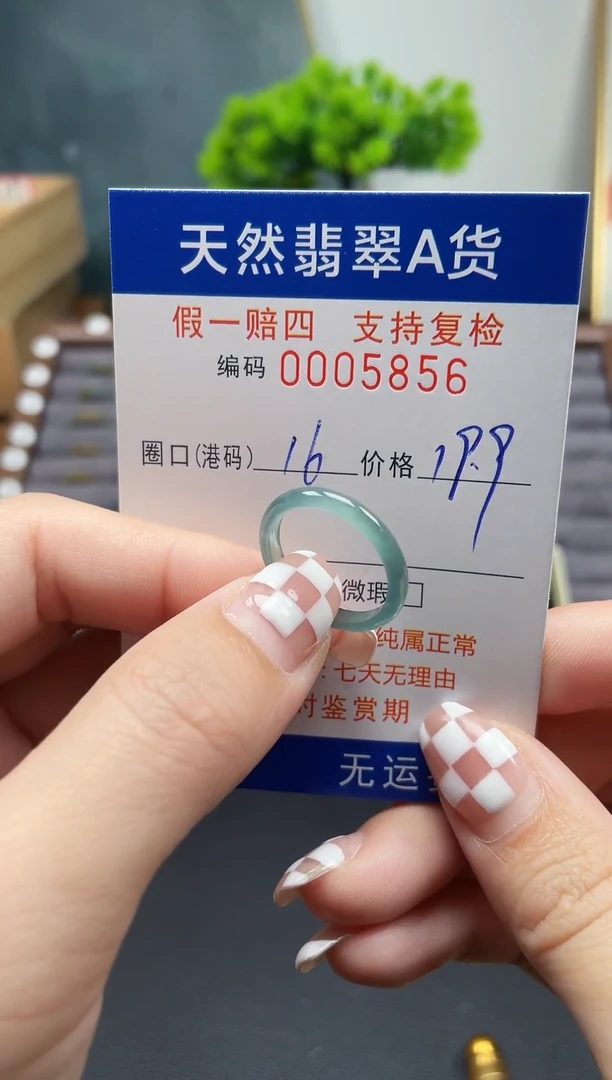 天然翡翠A货
假一赔四 支持复检
编码 0005856
圈口(港码) 16 价格 199
微瑕
纯属正常
：七天无理由
时鉴赏期
无运